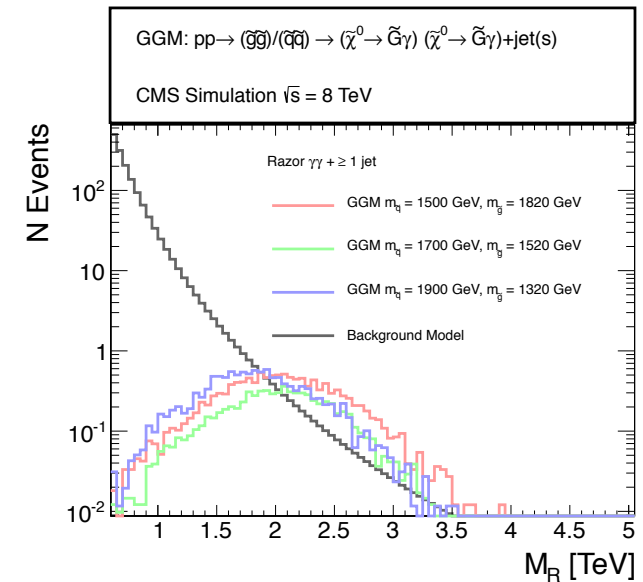 GGM: pp→ (g̃g̃)/(q̃q̃) → (χ̃⁰→ G̃γ) (χ̃⁰→ G̃γ)+jet(s)
CMS Simulation √s = 8 TeV
Razor γγ + ≥ 1 jet
GGM m_q̃ = 1500 GeV, m_g̃ = 1820 GeV
GGM m_q̃ = 1700 GeV, m_g̃ = 1520 GeV
GGM m_q̃ = 1900 GeV, m_g̃ = 1320 GeV
Background Model
N Events
10²
10
1
10⁻¹
10⁻²
1 1.5 2 2.5 3 3.5 4 4.5 5
M_R [TeV]